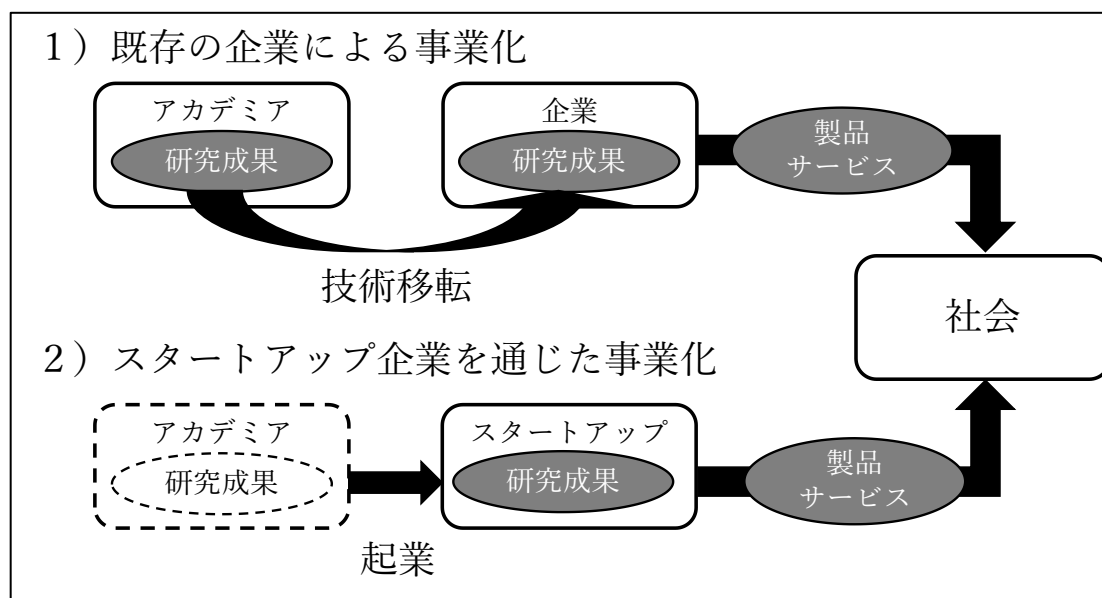 1）既存の企業による事業化
アカデミア
研究成果
企業
研究成果
製品
サービス
技術移転
社会
2）スタートアップ企業を通じた事業化
アカデミア
研究成果
スタートアップ
研究成果
製品
サービス
起業